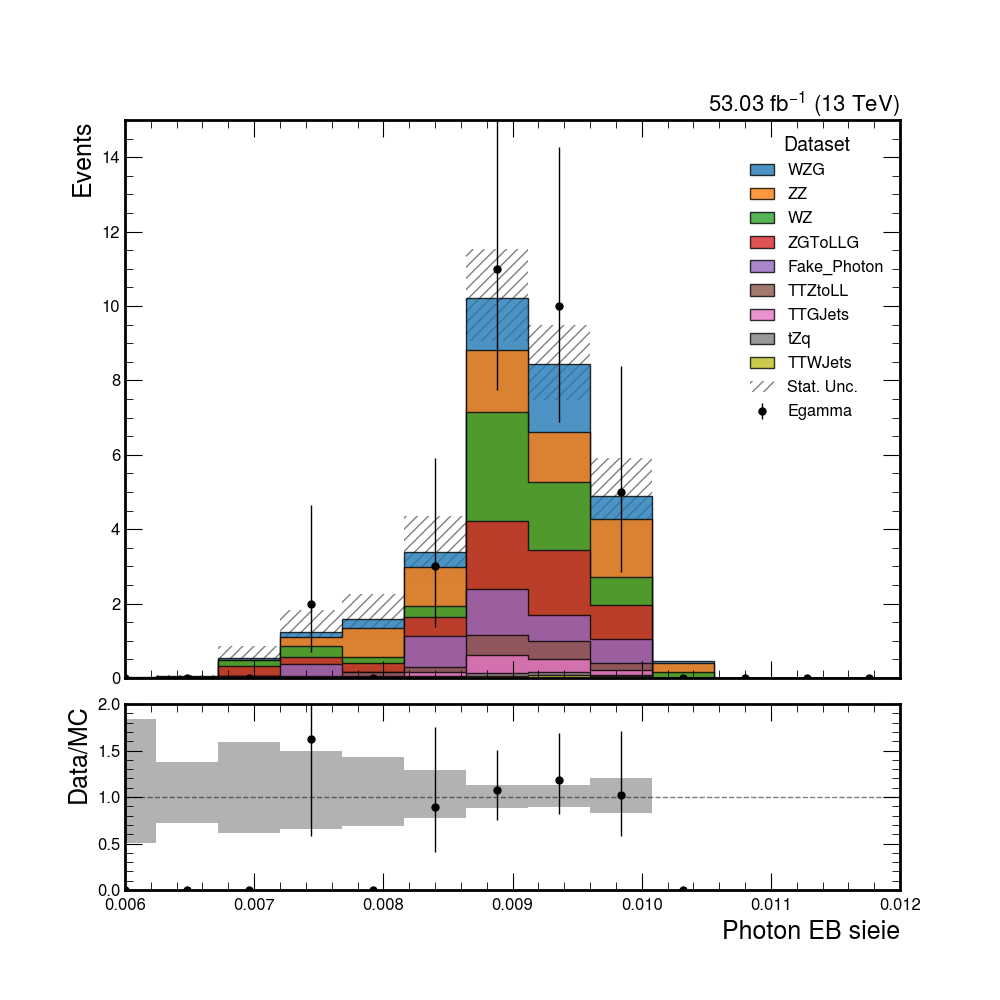 53.03 fb⁻¹ (13 TeV)
Events
14
12
10
8
6
4
2
0
Dataset
WZG
ZZ
WZ
ZGToLLG
Fake_Photon
TTZtoLL
TTGJets
tZq
TTWJets
Stat. Unc.
Egamma
Data/MC
2.0
1.5
1.0
0.5
0.0
0.006 0.007 0.008 0.009 0.010 0.011 0.012
Photon EB sieie